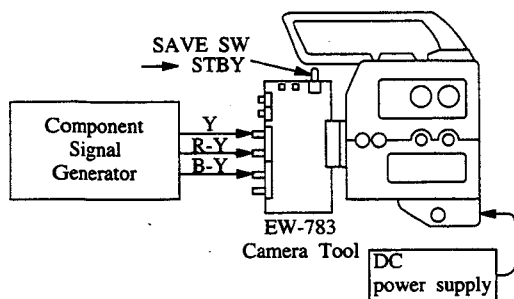 SAVE SW
STBY
Component
Signal
Generator
Y
R-Y
B-Y
EW-783
Camera Tool
DC
power supply